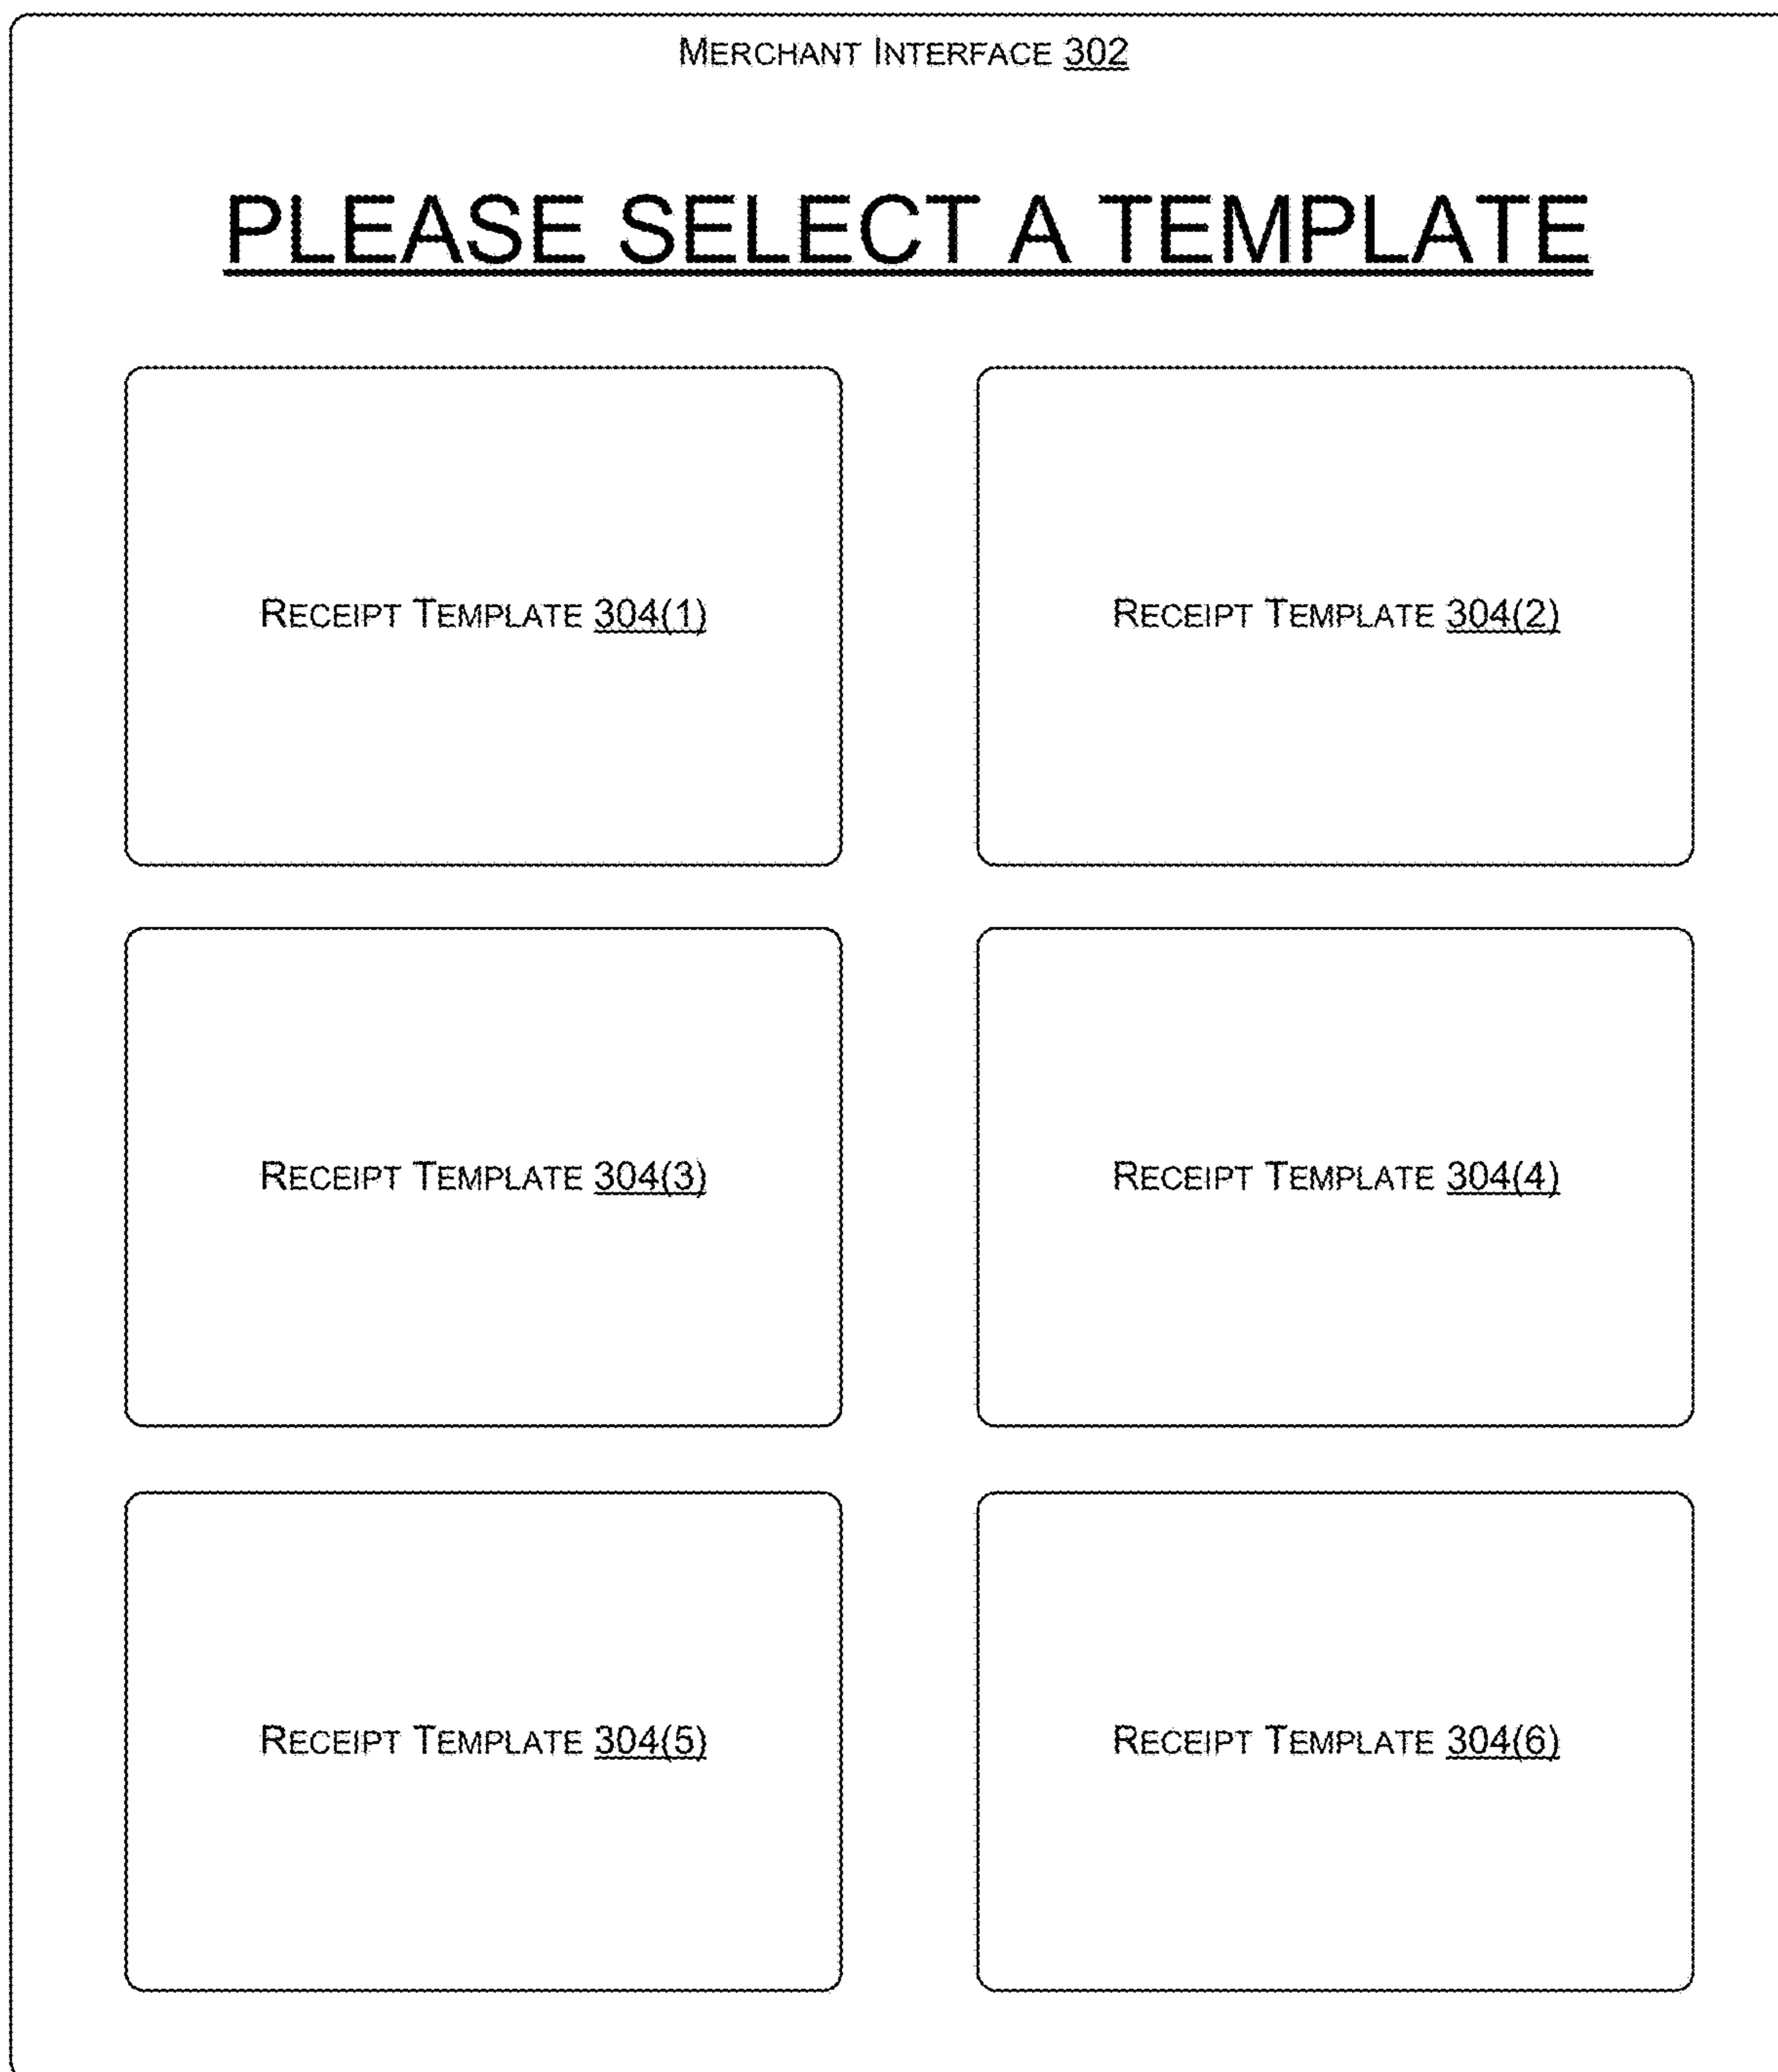 MERCHANT INTERFACE 302
PLEASE SELECT A TEMPLATE
RECEIPT TEMPLATE 304(1)
RECEIPT TEMPLATE 304(2)
RECEIPT TEMPLATE 304(3)
RECEIPT TEMPLATE 304(4)
RECEIPT TEMPLATE 304(5)
RECEIPT TEMPLATE 304(6)